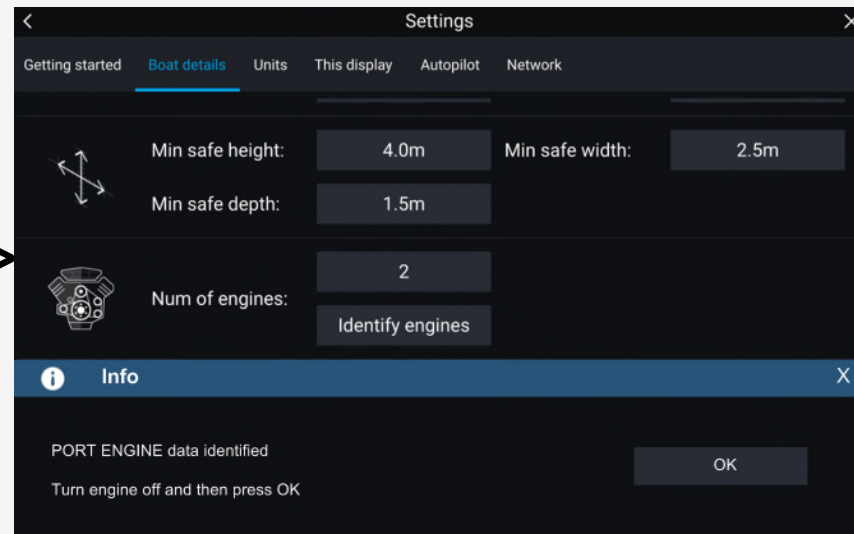 Settings
Getting started Boat details Units This display Autopilot Network
Min safe height: 4.0m Min safe width: 2.5m
Min safe depth: 1.5m
Num of engines: 2
Identify engines
i Info X
PORT ENGINE data identified
OK
Turn engine off and then press OK